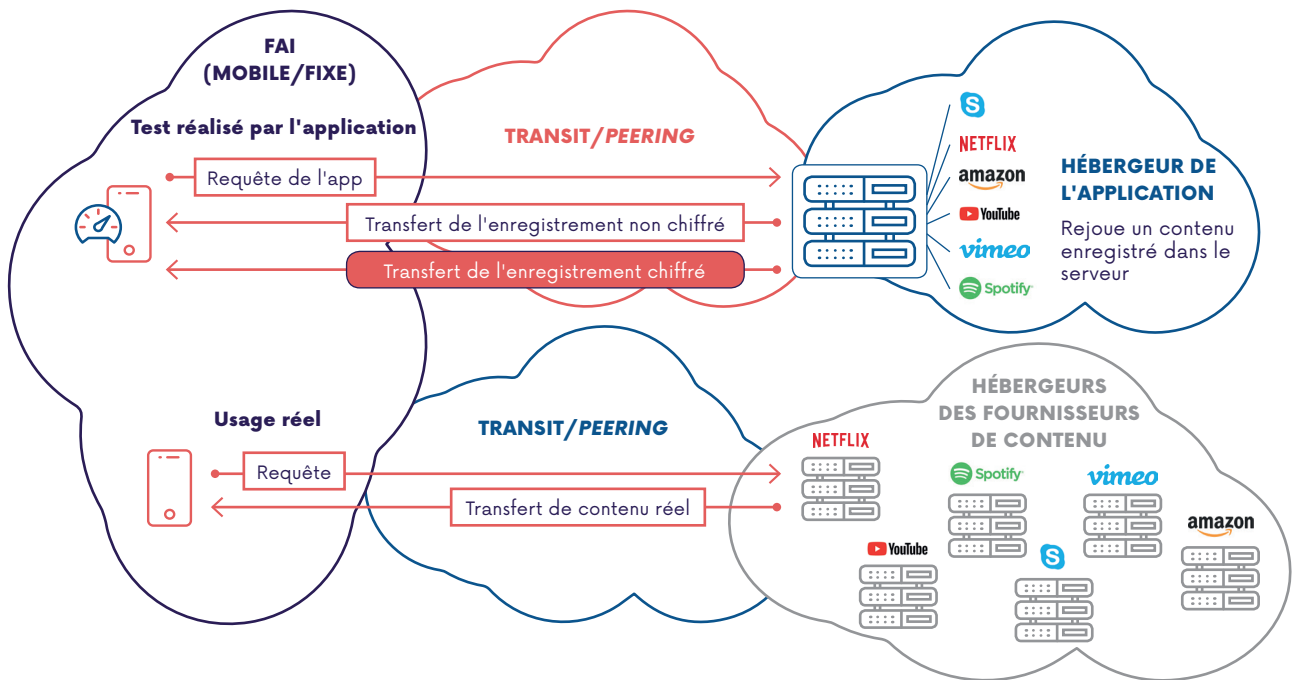 FAI
(MOBILE/FIXE)
Test réalisé par l'application
TRANSIT/PEERING
Requête de l'app
Transfert de l'enregistrement non chiffré
Transfert de l'enregistrement chiffré
S
NETFLIX
amazon
YouTube
vimeo
Spotify
HÉBERGEUR DE
L'APPLICATION
Rejoue un contenu
enregistré dans le
serveur
Usage réel
TRANSIT/PEERING
Requête
Transfert de contenu réel
HÉBERGEURS
DES FOURNISSEURS
DE CONTENU
NETFLIX
Spotify
vimeo
amazon
YouTube
S